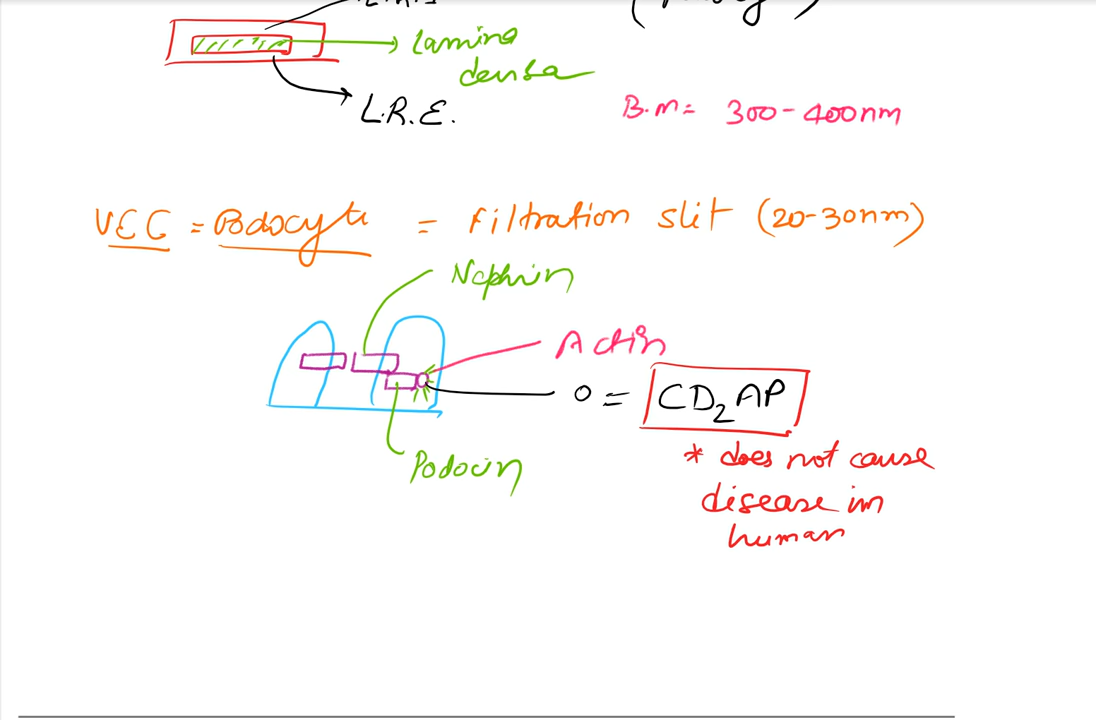 Lamina
densa
L.R.E.
B.M= 300-400nm
VEC = Podocyte = Filtration slit (20-30nm)
Nephrin
Actin
o = CD2AP
Podocin
* does not cause
disease in
human